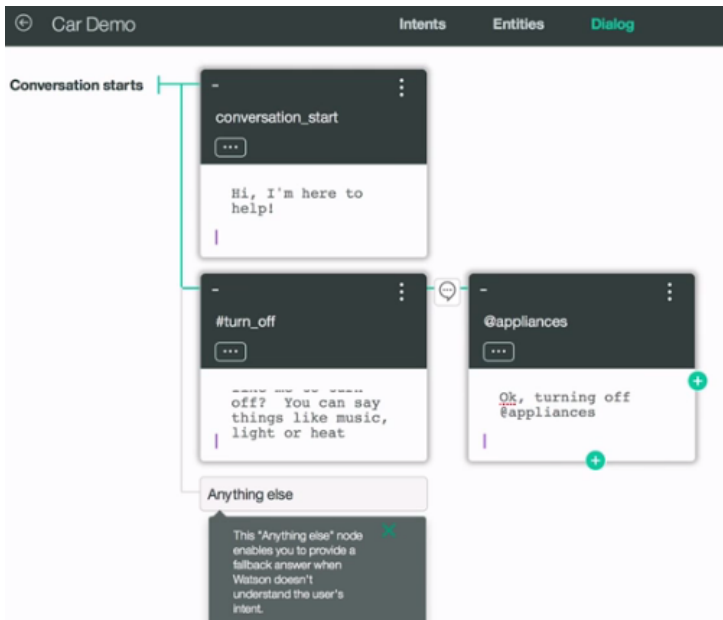 Car Demo
Intents
Entities
Dialog
Conversation starts
conversation_start
Hi, I'm here to
help!
#turn_off
off? You can say
things like music,
light or heat
@appliances
Ok, turning off
@appliances
Anything else
This "Anything else" node
enables you to provide a
fallback answer when
Watson doesn't
understand the user's
intent.